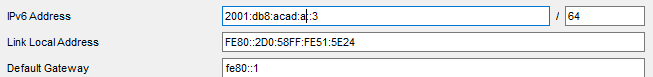 IPv6 Address 2001:db8:acad:a::3 / 64
Link Local Address FE80::2D0:58FF:FE51:5E24
Default Gateway fe80::1